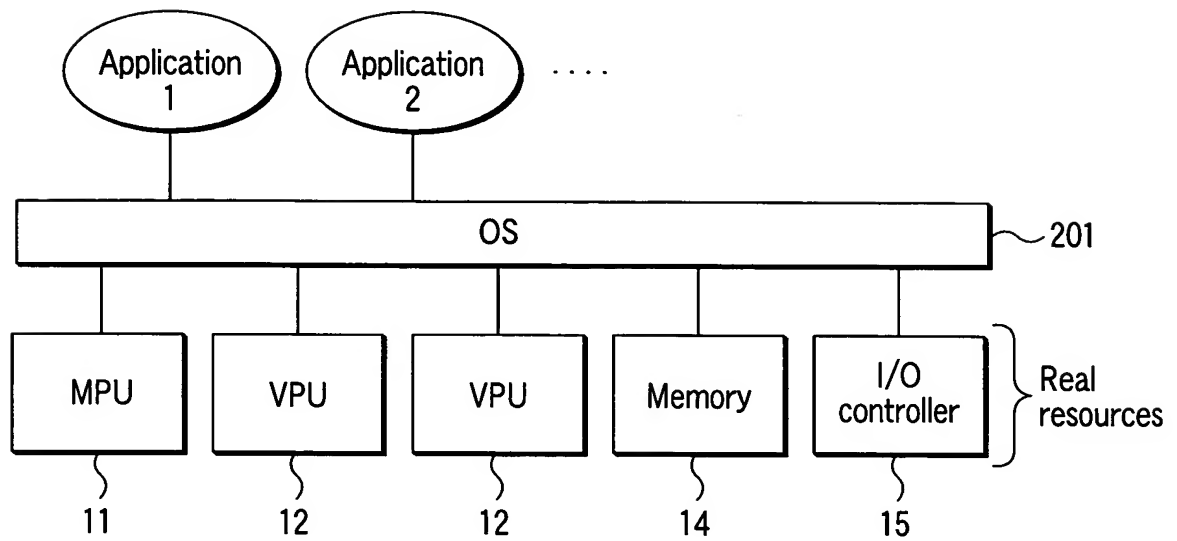 Application
1
Application
2
....
OS
201
MPU
VPU
VPU
Memory
I/O
controller
Real
resources
11
12
12
14
15